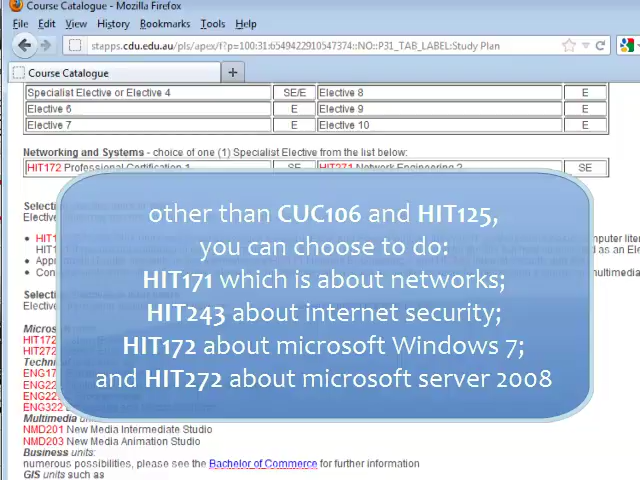 Course Catalogue - Mozilla Firefox
File Edit View History Bookmarks Tools Help
stapps.cdu.edu.au/pls/apex/f?p=100:31:6549422910547374::NO::P31_TAB_LABEL:Study Plan
Course Catalogue
Specialist Elective or Elective 4 SE/E Elective 8 E
Elective 6 E Elective 9 E
Elective 7 E Elective 10 E
Networking and Systems - choice of one (1) Specialist Elective from the list below:
HIT172 Professional Certification 1 SE HIT271 Network Engineering 2 SE
other than CUC106 and HIT125,
you can choose to do:
HIT171 which is about networks;
HIT243 about internet security;
HIT172 about microsoft Windows 7;
and HIT272 about microsoft server 2008
Multimedia
NMD201 New Media Intermediate Studio
NMD203 New Media Animation Studio
Business units:
numerous possibilities, please see the Bachelor of Commerce for further information
GIS units such as